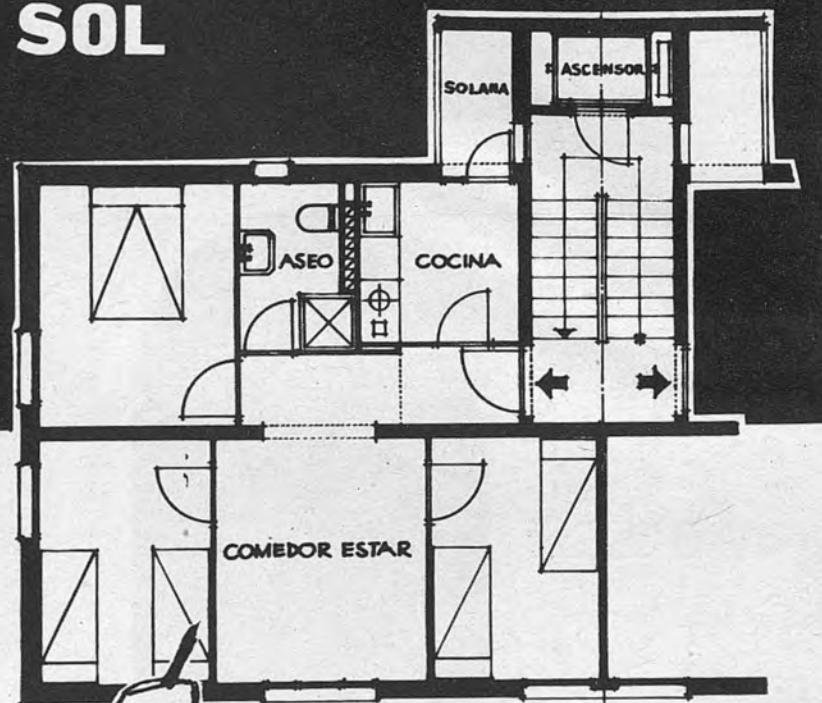 SOL
SOLANA
ASCENSOR
ASEO
COCINA
COMEDOR ESTAR